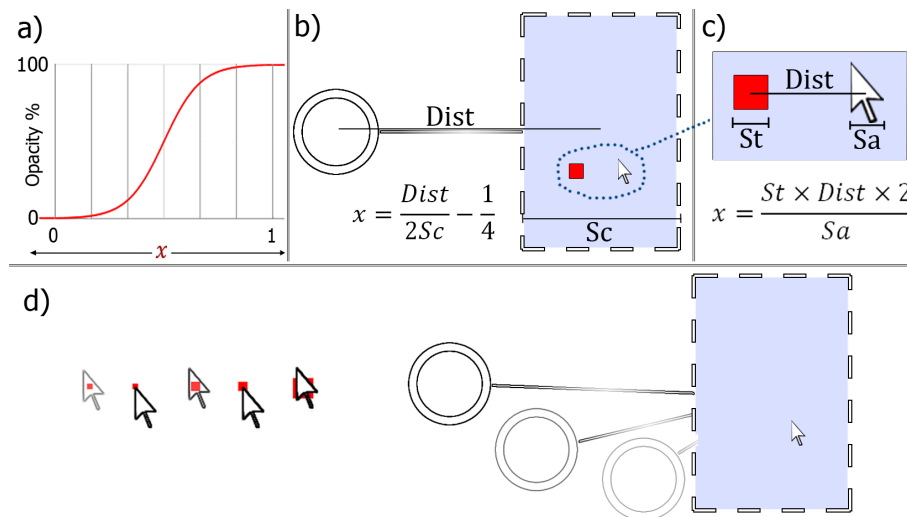 a)
100
Opacity %
0
0
1
x
b)
Dist
x = Dist / 2Sc − 1/4
Sc
c)
Dist
St
Sa
x = St × Dist × 2 / Sa
d)